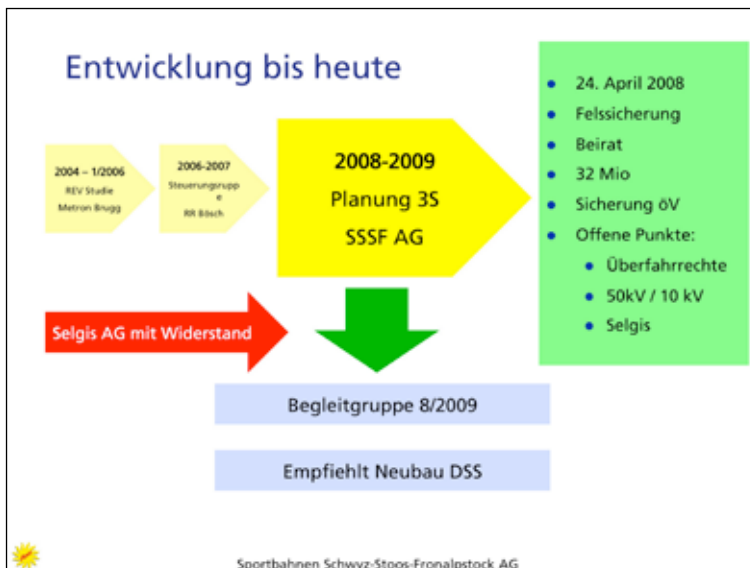 Entwicklung bis heute
2004 – 1/2006
REV Studie
Metron Brugg
2006-2007
Steuerungsrupp
e
RR Bösch
2008-2009
Planung 3S
SSSF AG
24. April 2008
Felssicherung
Beirat
32 Mio
Sicherung öV
Offene Punkte:
Überfahrrechte
50kV / 10 kV
Selgis
Selgis AG mit Widerstand
Begleitgruppe 8/2009
Empfiehlt Neubau DSS
Sportbahnen Schwyz-Stoos-Fronalpstock AG